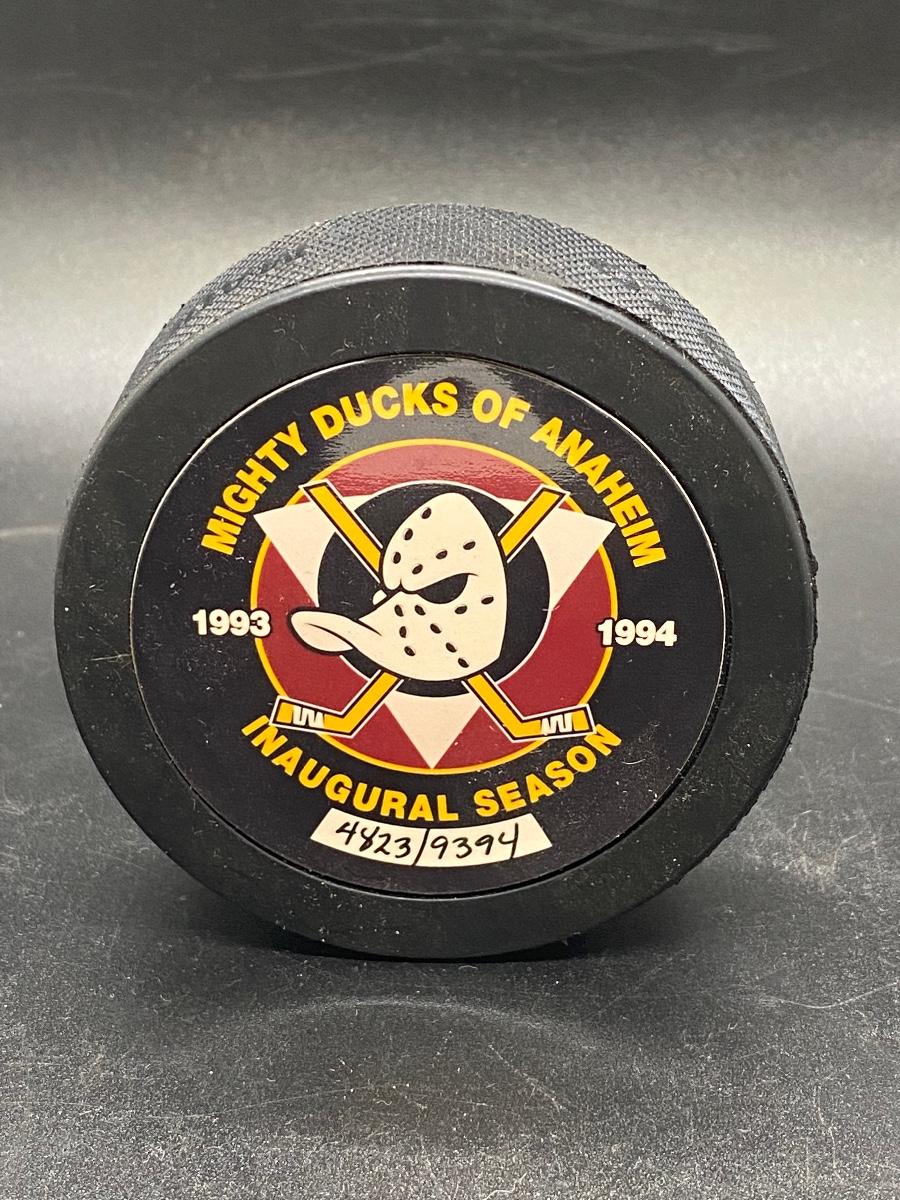 MIGHTY DUCKS OF ANAHEIM
1993
1994
INAUGURAL SEASON
4823/9394